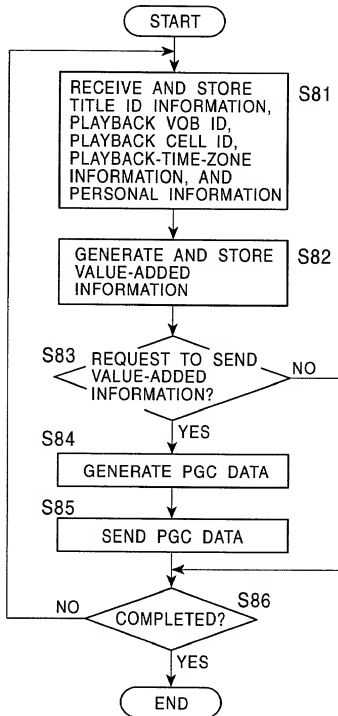 START
RECEIVE AND STORE
TITLE ID INFORMATION,
PLAYBACK VOB ID,
PLAYBACK CELL ID,
PLAYBACK-TIME-ZONE
INFORMATION, AND
PERSONAL INFORMATION
S81
GENERATE AND STORE
VALUE-ADDED
INFORMATION
S82
S83
REQUEST TO SEND
VALUE-ADDED
INFORMATION?
NO
YES
S84
GENERATE PGC DATA
S85
SEND PGC DATA
S86
NO
COMPLETED?
YES
END